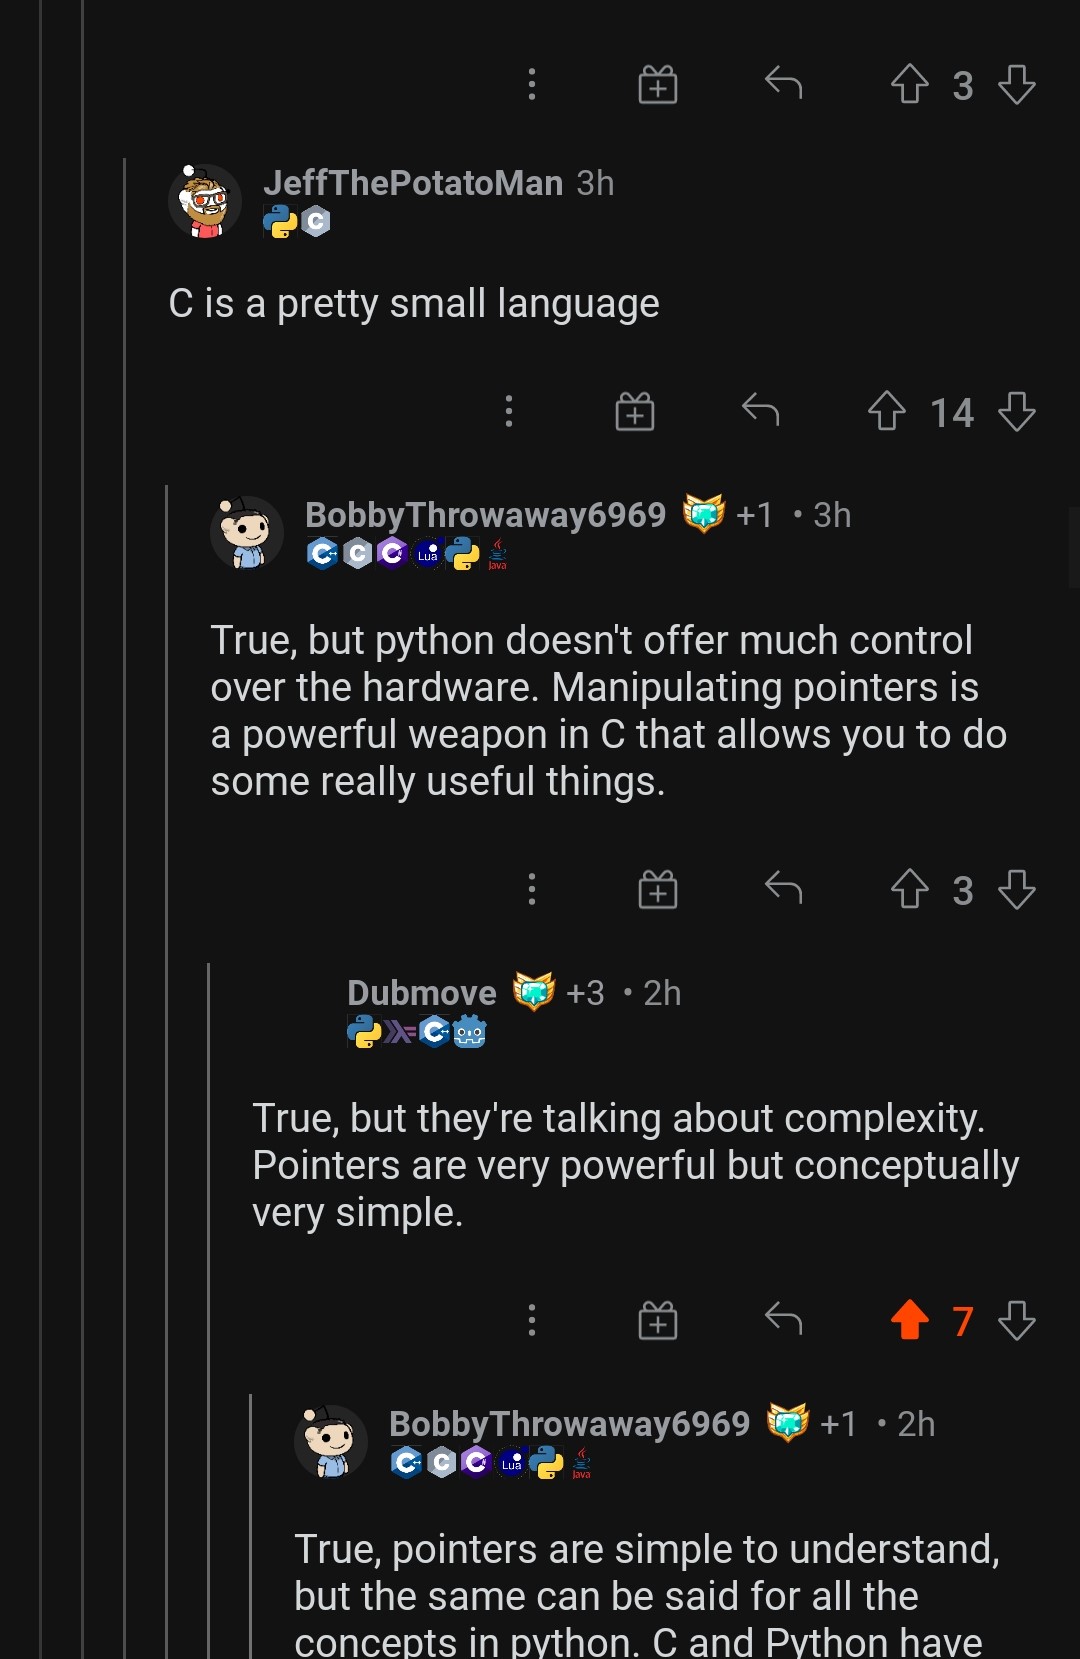 3
JeffThePotatoMan 3h
C
C is a pretty small language
14
BobbyThrowaway6969 +1 • 3h
C++ C C Lua Java
True, but python doesn't offer much control
over the hardware. Manipulating pointers is
a powerful weapon in C that allows you to do
some really useful things.
3
Dubmove +3 • 2h
C++
True, but they're talking about complexity.
Pointers are very powerful but conceptually
very simple.
7
BobbyThrowaway6969 +1 • 2h
C++ C C Lua Java
True, pointers are simple to understand,
but the same can be said for all the
concepts in python. C and Python have